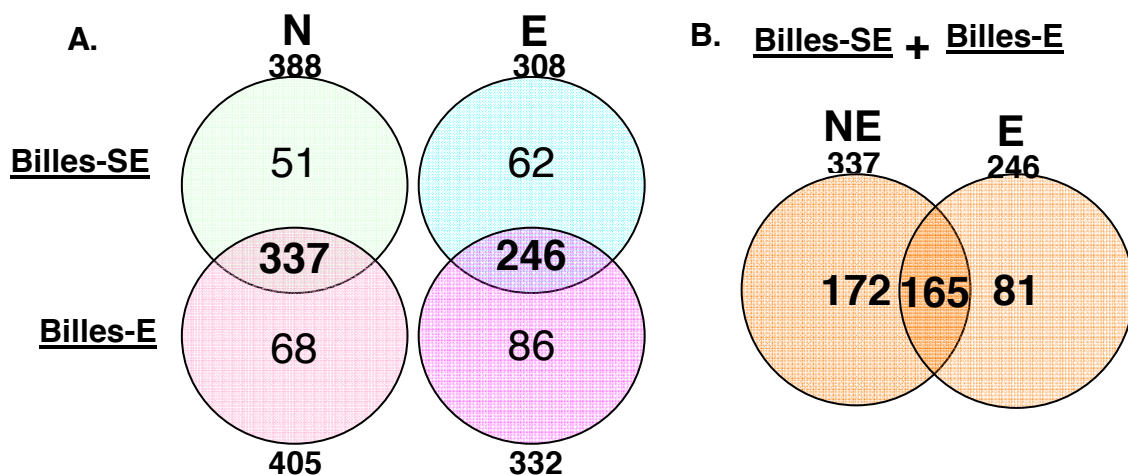 A.
N
E
388
308
Billes-SE
51
62
337
246
Billes-E
68
86
405
332
B.
Billes-SE + Billes-E
NE
E
337
246
172
165
81